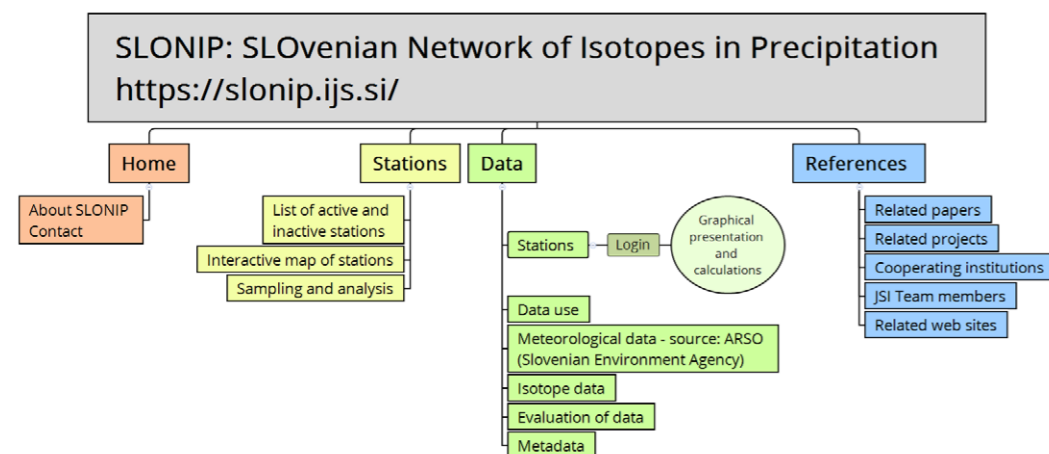 SLONIP: SLOvenian Network of Isotopes in Precipitation
https://slonip.ijs.si/
Home
About SLONIP
Contact
Stations
List of active and
inactive stations
Interactive map of stations
Sampling and analysis
Data
Stations
Login
Graphical
presentation
and
calculations
Data use
Meteorological data - source: ARSO
(Slovenian Environment Agency)
Isotope data
Evaluation of data
Metadata
References
Related papers
Related projects
Cooperating institutions
JSI Team members
Related web sites